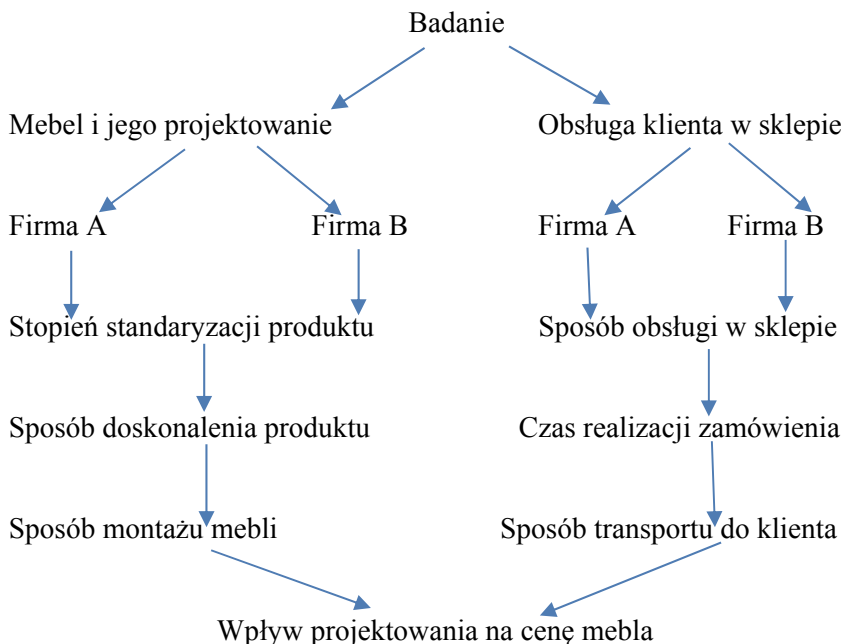 Badanie
Mebel i jego projektowanie
Obsługa klienta w sklepie
Firma A
Firma B
Firma A
Firma B
Stopień standaryzacji produktu
Sposób obsługi w sklepie
Sposób doskonalenia produktu
Czas realizacji zamówienia
Sposób montażu mebli
Sposób transportu do klienta
Wpływ projektowania na cenę mebla